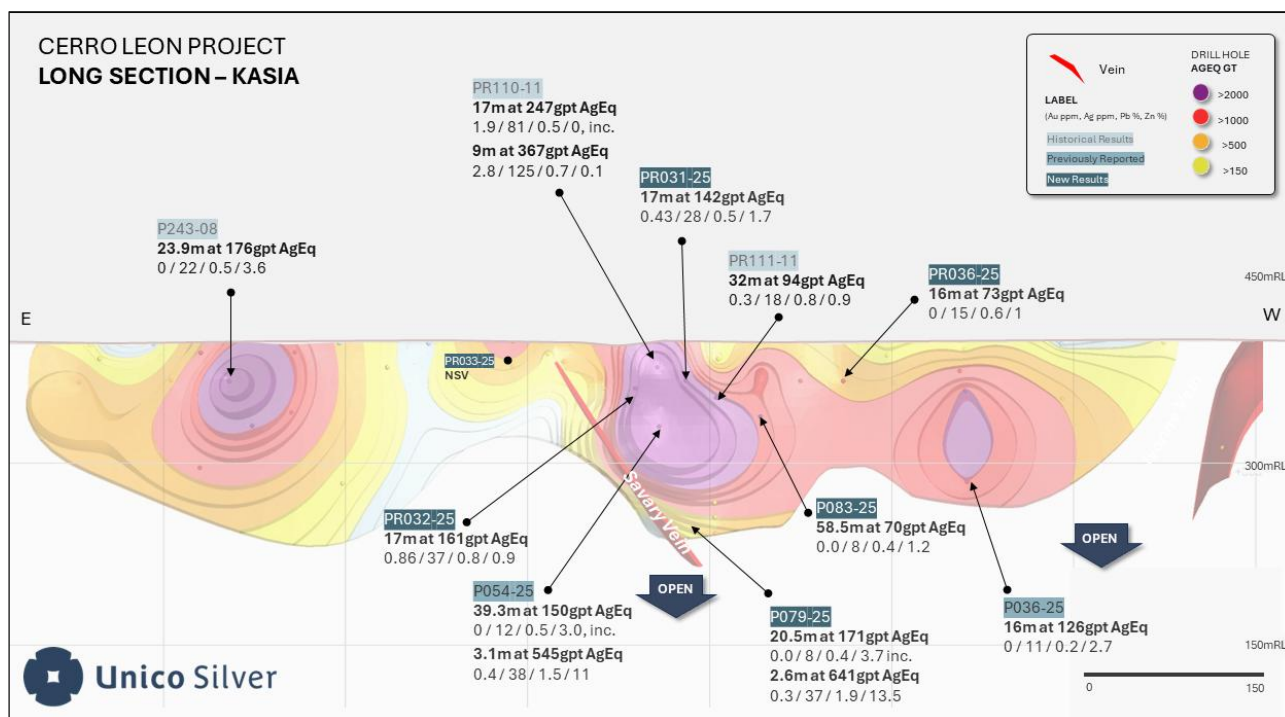 CERRO LEON PROJECT
LONG SECTION – KASIA
Vein
LABEL
(Au ppm, Ag ppm, Pb %, Zn %)
Historical Results
Previously Reported
New Results
DRILL HOLE
AGEQ GT
>2000
>1000
>500
>150
PR110-11
17m at 247gpt AgEq
1.9 / 81 / 0.5 / 0, inc.
9m at 367gpt AgEq
2.8 / 125 / 0.7 / 0.1
PR031-25
17m at 142gpt AgEq
0.43 / 28 / 0.5 / 1.7
P243-08
23.9m at 176gpt AgEq
0 / 22 / 0.5 / 3.6
PR111-11
32m at 94gpt AgEq
0.3 / 18 / 0.8 / 0.9
PR036-25
16m at 73gpt AgEq
0 / 15 / 0.6 / 1
450mRL
E
W
PR033-25
NSV
300mRL
Savary Vein
PR032-25
17m at 161gpt AgEq
0.86 / 37 / 0.8 / 0.9
P083-25
58.5m at 70gpt AgEq
0.0 / 8 / 0.4 / 1.2
OPEN
OPEN
P054-25
39.3m at 150gpt AgEq
0 / 12 / 0.5 / 3.0, inc.
3.1m at 545gpt AgEq
0.4 / 38 / 1.5 / 11
P079-25
20.5m at 171gpt AgEq
0.0 / 8 / 0.4 / 3.7 inc.
2.6m at 641gpt AgEq
0.3 / 37 / 1.9 / 13.5
P036-25
16m at 126gpt AgEq
0 / 11 / 0.2 / 2.7
150mRL
Unico Silver
0
150